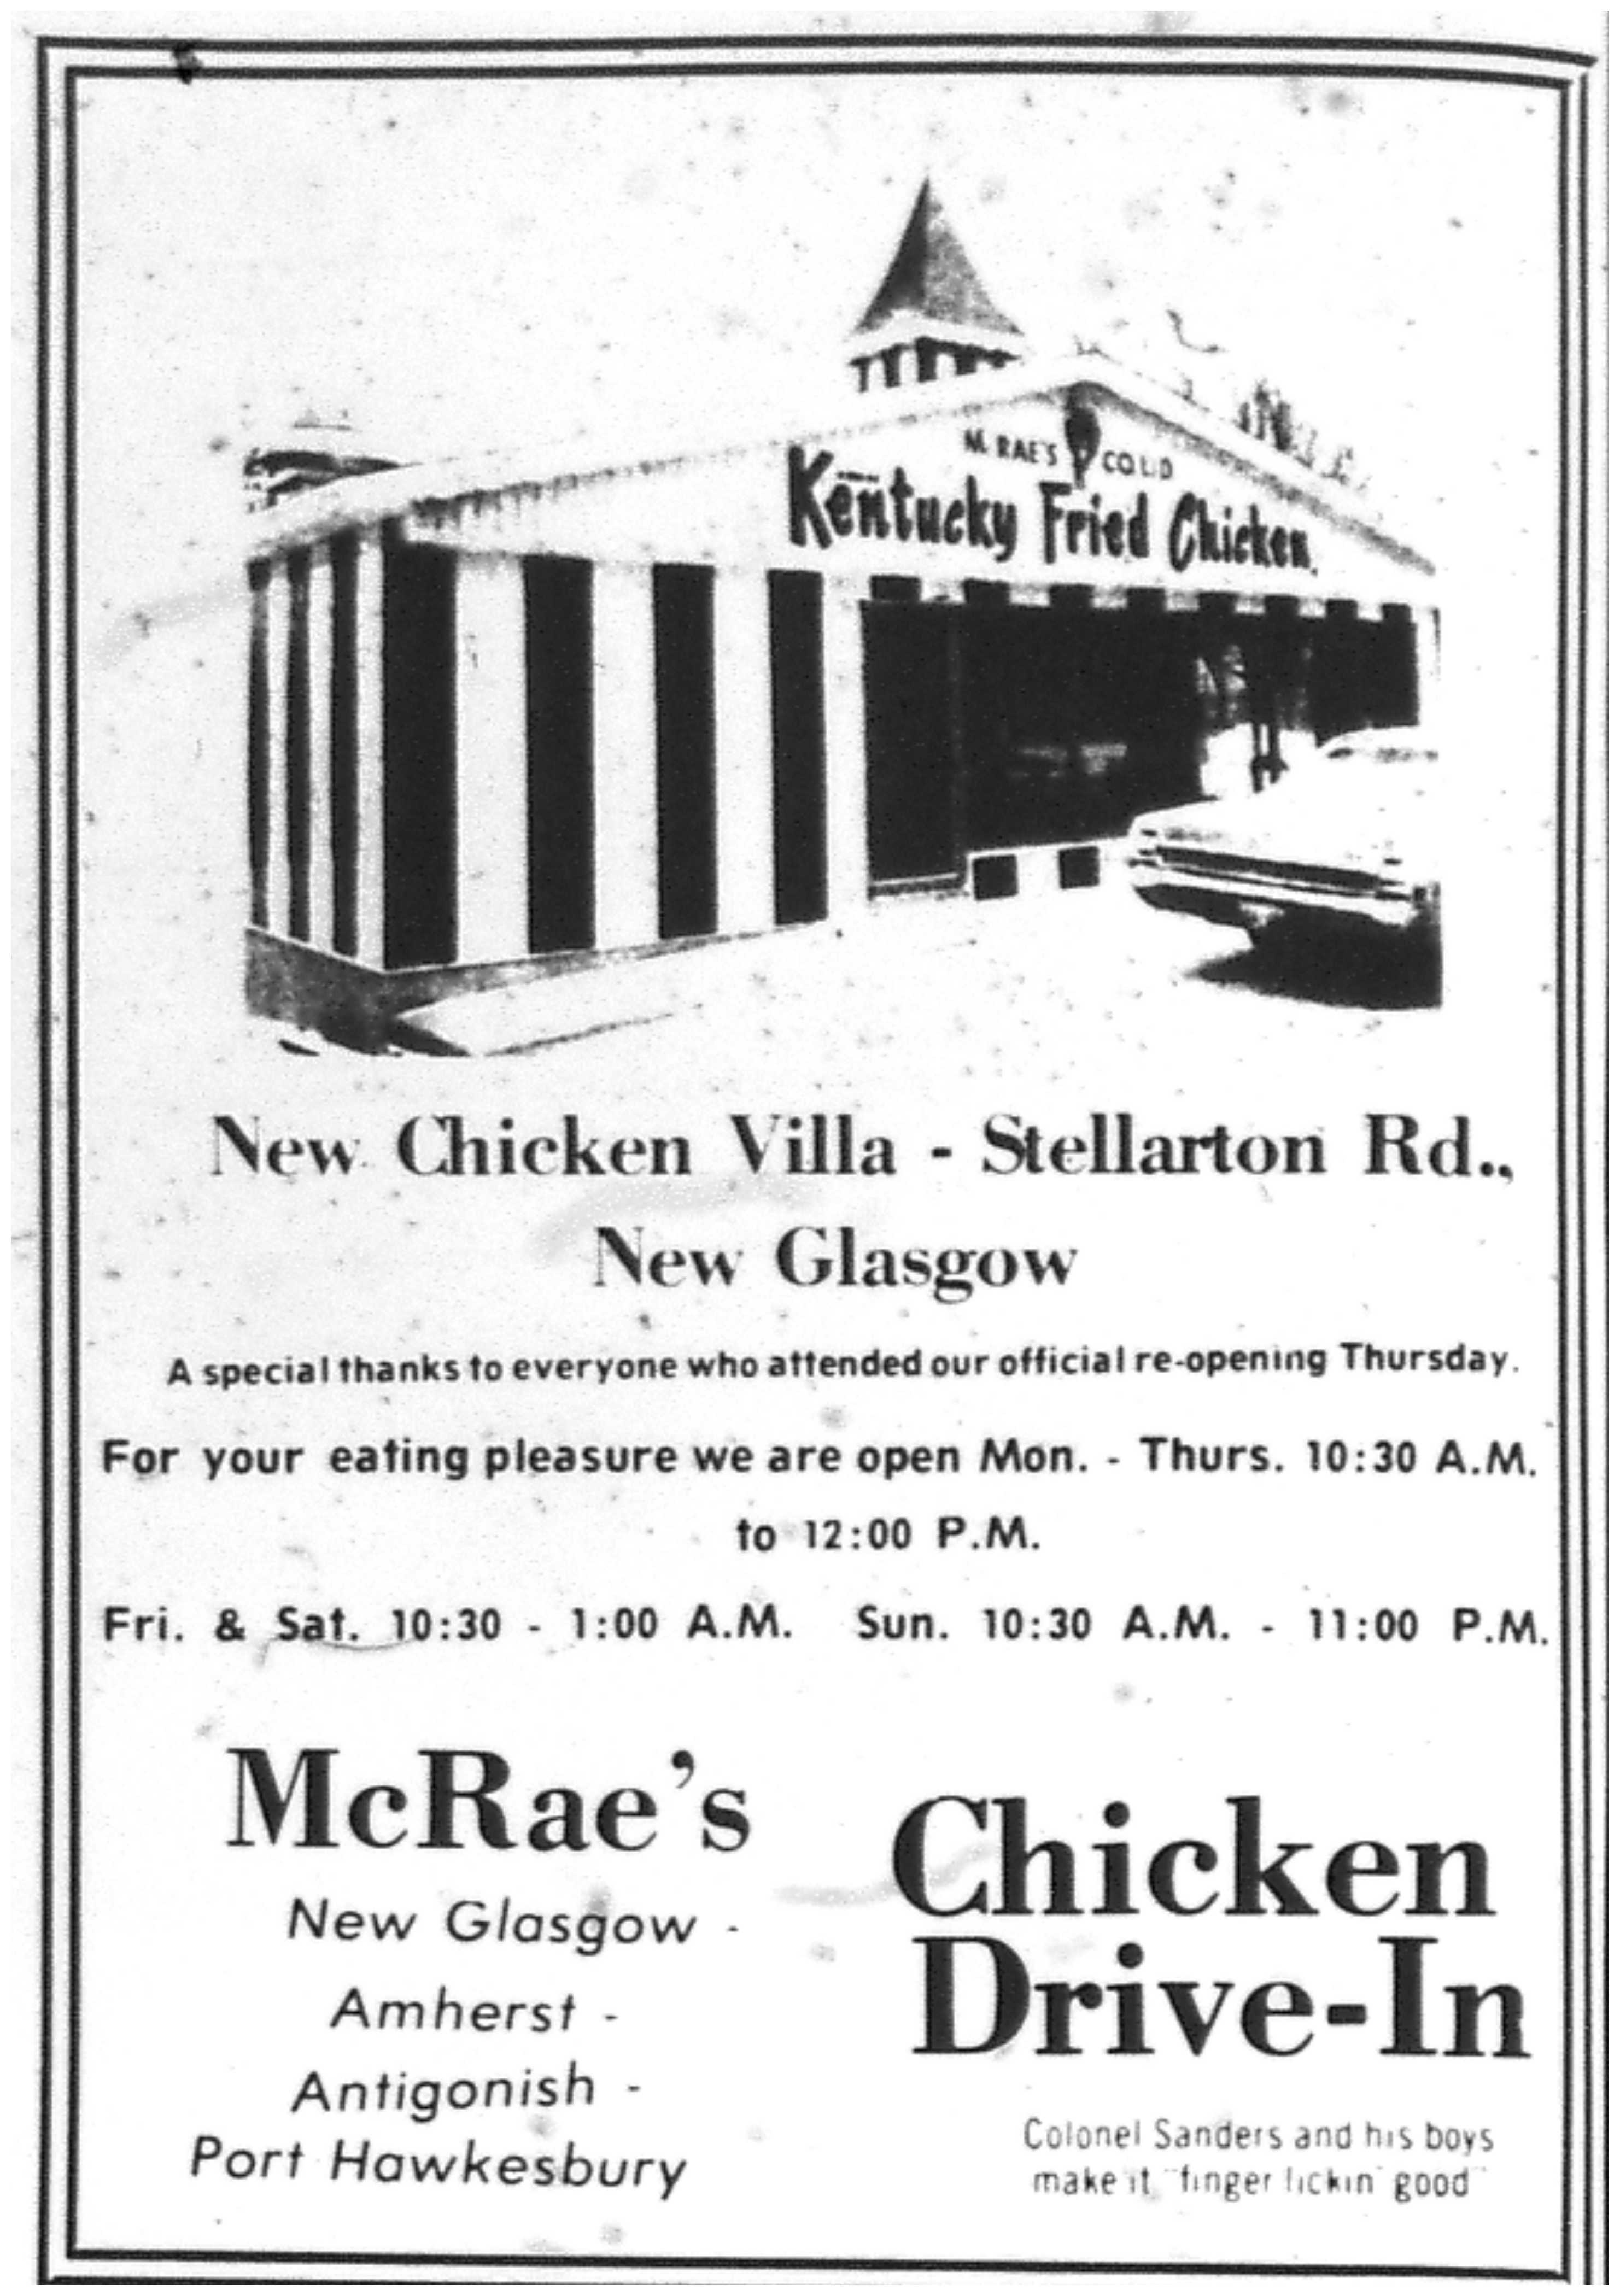 McRAE'S
Kentucky Fried Chicken.
New Chicken Villa - Stellarton Rd.,
New Glasgow
A special thanks to everyone who attended our official re-opening Thursday.
For your eating pleasure we are open Mon. - Thurs. 10:30 A.M.
to 12:00 P.M.
Fri. & Sat. 10:30 - 1:00 A.M. Sun. 10:30 A.M. - 11:00 P.M.
McRae's
New Glasgow -
Amherst -
Antigonish -
Port Hawkesbury
Chicken
Drive-In
Colonel Sanders and his boys
make it "finger lickin' good"